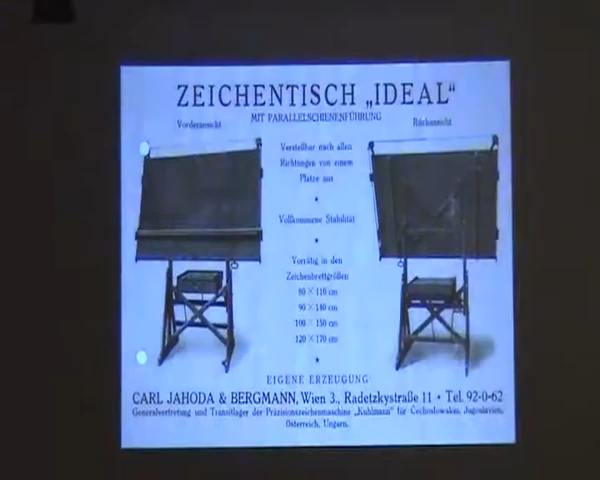 ZEICHENTISCH „IDEAL“
MIT PARALLELSCHIENENFÜHRUNG
Vorderansicht
Rückansicht
Verstellbar nach allen
Richtungen von einem
Platze aus
Vollkommene Stabilität
Vorrätig in den
Zeichenbrettgrößen
80 × 110 cm
90 × 140 cm
100 × 150 cm
120 × 170 cm
EIGENE ERZEUGUNG
CARL JAHODA & BERGMANN, Wien 3., Radetzkystraße 11 • Tel. 92-0-62
Generalvertretung und Transitlager der Präzisionszeichenmaschine „Kuhlmann“ für Čechoslowakei, Jugoslavien,
Österreich, Ungarn.